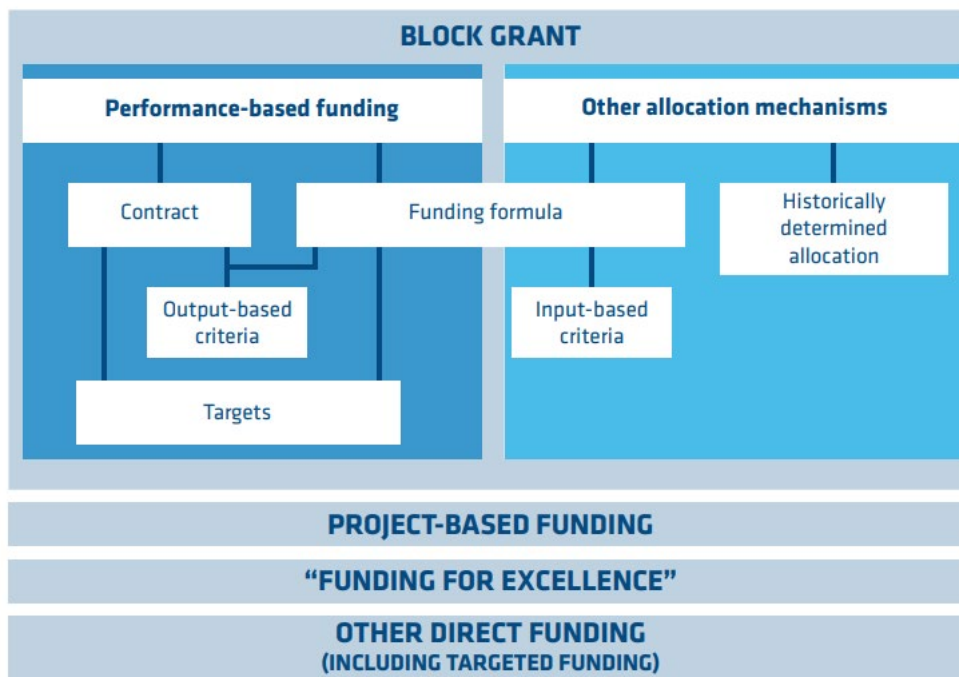 BLOCK GRANT
Performance-based funding
Other allocation mechanisms
Contract
Funding formula
Historically
determined
allocation
Output-based
criteria
Input-based
criteria
Targets
PROJECT-BASED FUNDING
“FUNDING FOR EXCELLENCE”
OTHER DIRECT FUNDING
(INCLUDING TARGETED FUNDING)